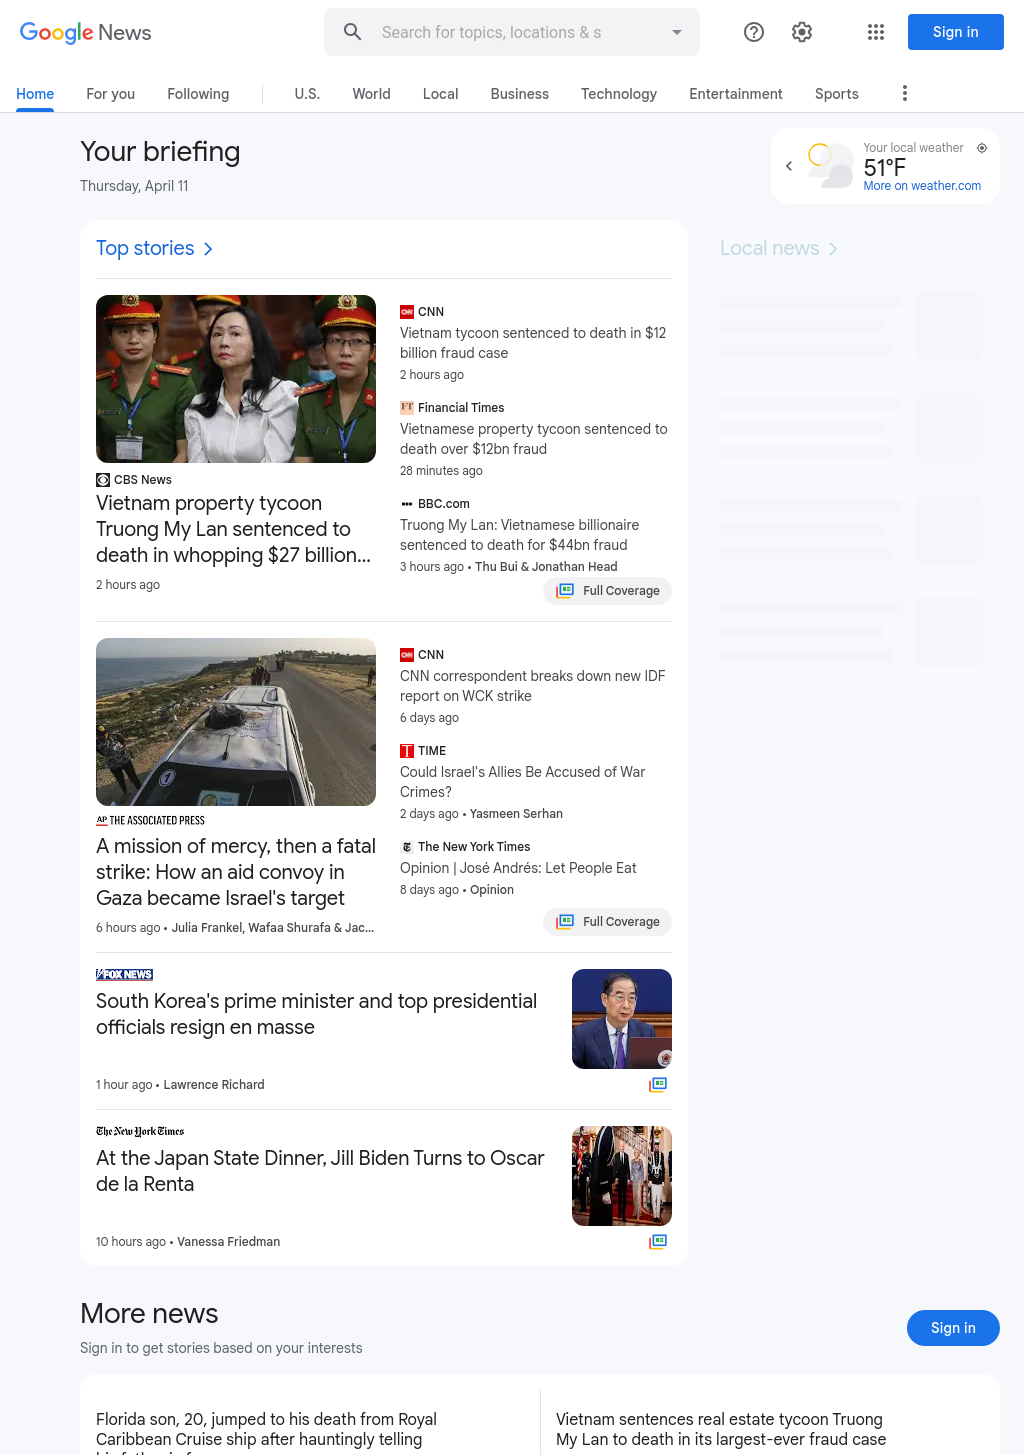 Google News
Search for topics, locations & s
Sign in
Home
For you
Following
U.S.
World
Local
Business
Technology
Entertainment
Sports
Your briefing
Thursday, April 11
Your local weather
51°F
More on weather.com
Top stories
Local news
CBS News
Vietnam property tycoon
Truong My Lan sentenced to
death in whopping $27 billion...
2 hours ago
CNN
Vietnam tycoon sentenced to death in $12
billion fraud case
2 hours ago
FT Financial Times
Vietnamese property tycoon sentenced to
death over $12bn fraud
28 minutes ago
BBC.com
Truong My Lan: Vietnamese billionaire
sentenced to death for $44bn fraud
3 hours ago • Thu Bui & Jonathan Head
Full Coverage
AP THE ASSOCIATED PRESS
A mission of mercy, then a fatal
strike: How an aid convoy in
Gaza became Israel's target
6 hours ago • Julia Frankel, Wafaa Shurafa & Jac...
CNN
CNN correspondent breaks down new IDF
report on WCK strike
6 days ago
TIME
Could Israel's Allies Be Accused of War
Crimes?
2 days ago • Yasmeen Serhan
The New York Times
Opinion | José Andrés: Let People Eat
8 days ago • Opinion
Full Coverage
FOX NEWS
South Korea's prime minister and top presidential
officials resign en masse
1 hour ago • Lawrence Richard
The New York Times
At the Japan State Dinner, Jill Biden Turns to Oscar
de la Renta
10 hours ago • Vanessa Friedman
More news
Sign in to get stories based on your interests
Sign in
Florida son, 20, jumped to his death from Royal
Caribbean Cruise ship after hauntingly telling
Vietnam sentences real estate tycoon Truong
My Lan to death in its largest-ever fraud case